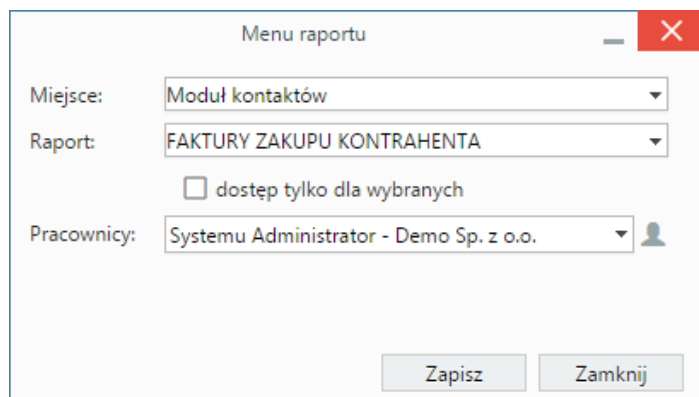 Menu raportu
Miejsce: Moduł kontaktów
Raport: FAKTURY ZAKUPU KONTRAHENTA
dostęp tylko dla wybranych
Pracownicy: Systemu Administrator - Demo Sp. z o.o.
Zapisz Zamknij